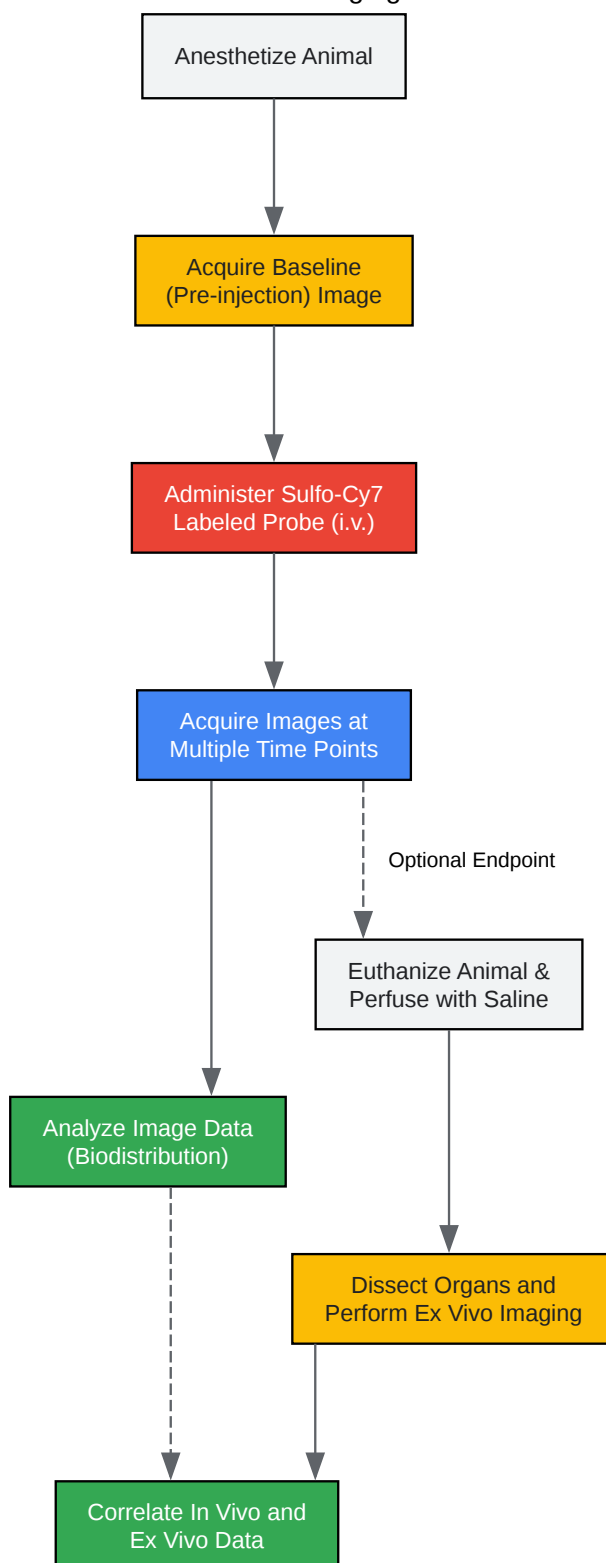 Anesthetize Animal
Acquire Baseline
(Pre-injection) Image
Administer Sulfo-Cy7
Labeled Probe (i.v.)
Acquire Images at
Multiple Time Points
Optional Endpoint
Euthanize Animal &
Perfuse with Saline
Analyze Image Data
(Biodistribution)
Dissect Organs and
Perform Ex Vivo Imaging
Correlate In Vivo and
Ex Vivo Data